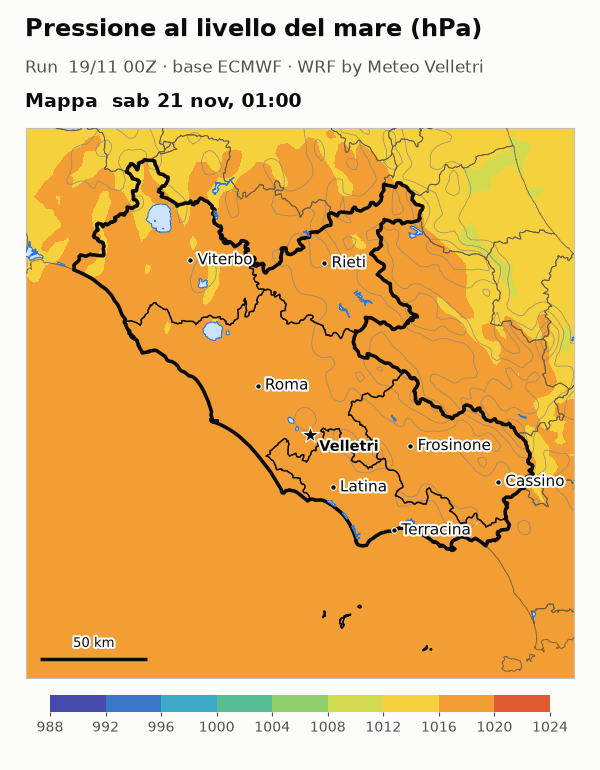 Pressione al livello del mare (hPa)
Run  19/11 00Z · base ECMWF · WRF by Meteo Velletri
Mappa  sab 21 nov, 01:00
Viterbo
Rieti
Roma
Velletri
Frosinone
Cassino
Latina
Terracina
50 km
988 992 996 1000 1004 1008 1012 1016 1020 1024